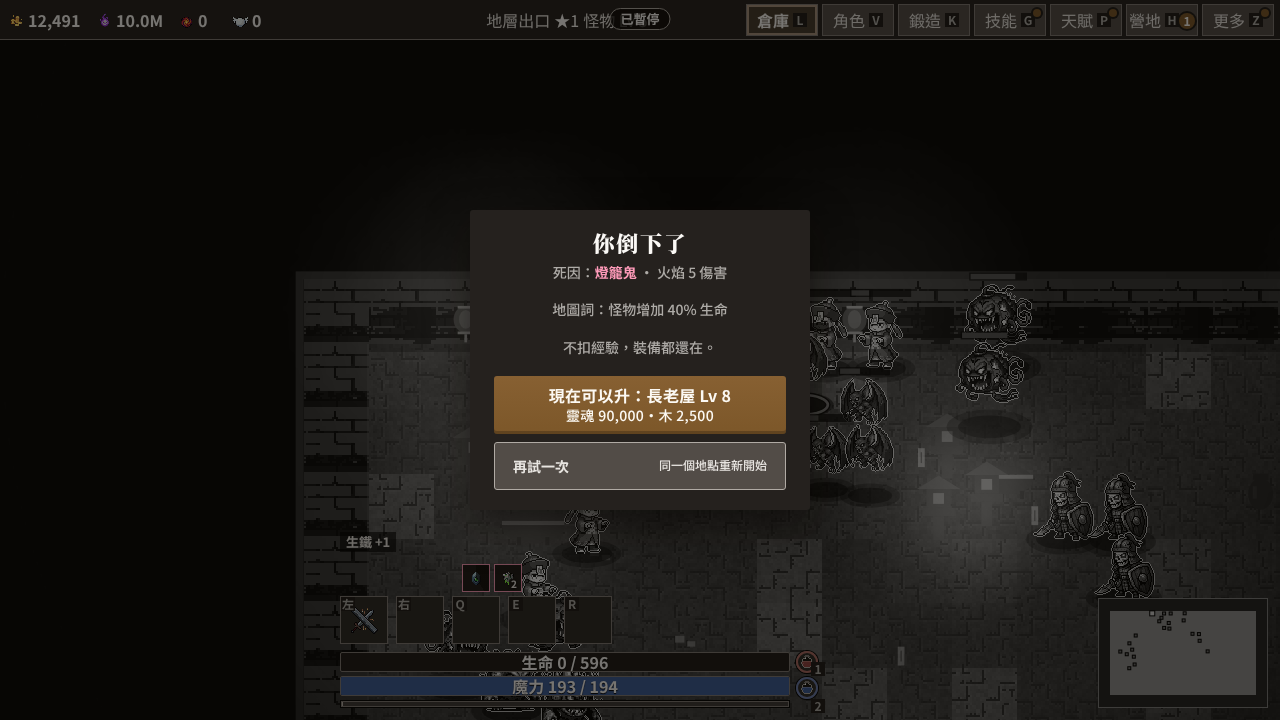 12,491 10.0M 0 0
地層出口 ★1 怪物
已暫停
倉庫 L
角色 V
鍛造 K
技能 G
天賦 P
營地 H 1
更多 Z
你倒下了
死因：燈籠鬼 · 火焰 5 傷害
地圖詞：怪物增加 40% 生命
不扣經驗，裝備都還在。
現在可以升：長老屋 Lv 8
靈魂 90,000・木 2,500
再試一次 同一個地點重新開始
生鐵 +1
2
左 右 Q E R
生命 0 / 596
1
魔力 193 / 194
2